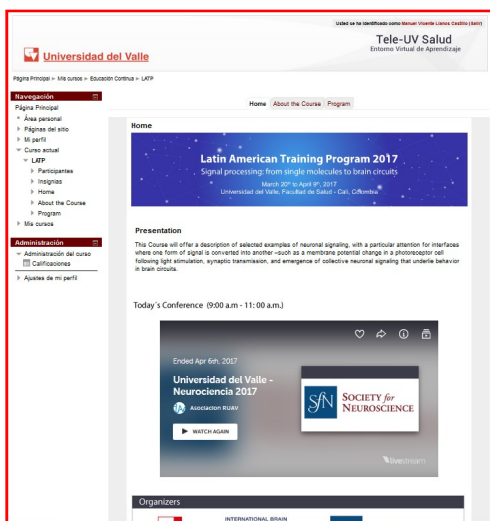 Usted se ha identificado como Manuel Vicente Llanos Castillo (Salir)
Tele-UV Salud
Entorno Virtual de Aprendizaje
Universidad del Valle
Página Principal ► Mis cursos ► Educación Continua ► LATP
Navegación
Página Principal
Área personal
Páginas del sitio
Mi perfil
Curso actual
LATP
Participantes
Insignias
Home
About the Course
Program
Mis cursos
Administración
Administración del curso
Calificaciones
Ajustes de mi perfil
Home About the Course Program
Home
Latin American Training Program 2017
Signal processing: from single molecules to brain circuits
March 20th to April 9th, 2017
Universidad del Valle, Facultad de Salud - Cali, Colombia
Presentation
This Course will offer a description of selected examples of neuronal signaling, with a particular attention for interfaces
where one form of signal is converted into another –such as a membrane potential change in a photoreceptor cell
following light stimulation, synaptic transmission, and emergence of collective neuronal signaling that underlie behavior
in brain circuits.
Today´s Conference (9:00 a.m - 11: 00 a.m.)
Ended Apr 6th, 2017
Universidad del Valle -
Neurociencia 2017
Asociacion RUAV
WATCH AGAIN
SfN
SOCIETY for
NEUROSCIENCE
livestream
Organizers
INTERNATIONAL BRAIN